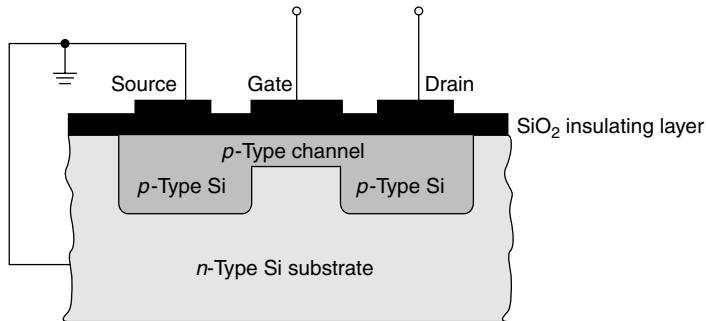 Source Gate Drain
SiO₂ insulating layer
p-Type channel
p-Type Si p-Type Si
n-Type Si substrate